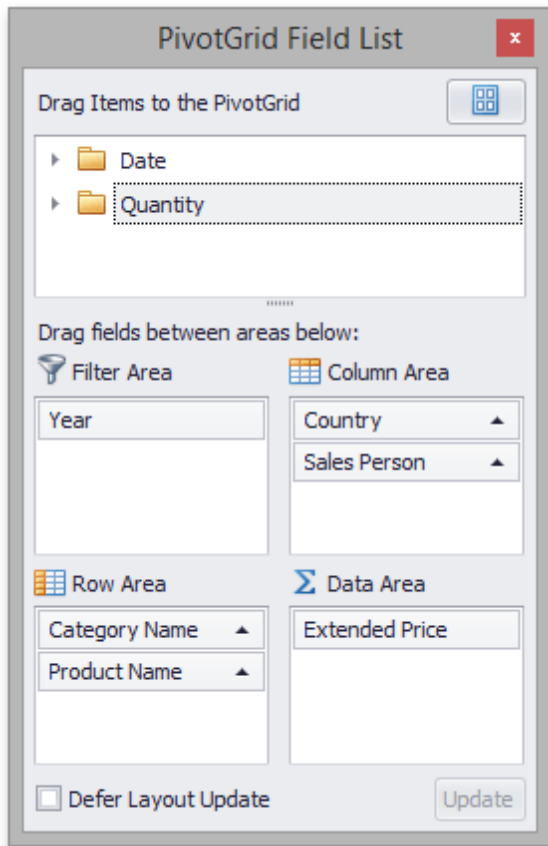 PivotGrid Field List
x
Drag Items to the PivotGrid
Date
Quantity
Drag fields between areas below:
Filter Area
Column Area
Year
Country
Sales Person
Row Area
Σ Data Area
Category Name
Product Name
Extended Price
Defer Layout Update
Update